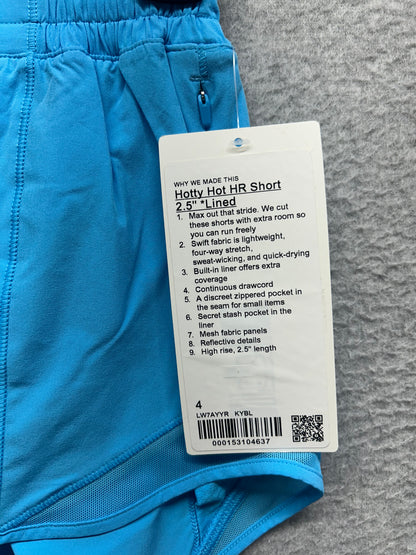 WHY WE MADE THIS
Hotty Hot HR Short
2.5" *Lined
1. Max out that stride. We cut
these shorts with extra room so
you can run freely
2. Swift fabric is lightweight,
four-way stretch,
sweat-wicking, and quick-drying
3. Built-in liner offers extra
coverage
4. Continuous drawcord
5. A discreet zippered pocket in
the seam for small items
6. Secret stash pocket in the
liner
7. Mesh fabric panels
8. Reflective details
9. High rise, 2.5" length
4
LW7AYYR KYBL
000153104637